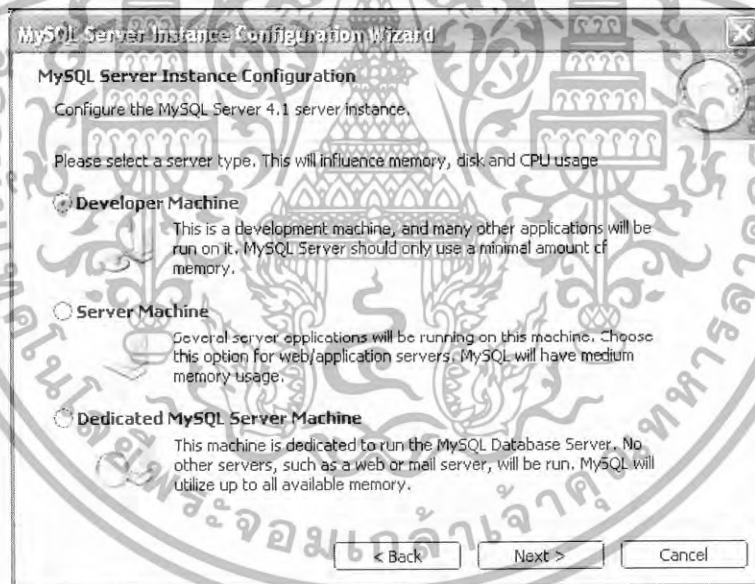 MySQL Server Instance Configuration Wizard
MySQL Server Instance Configuration
Configure the MySQL Server 4.1 server instance.
Please select a server type. This will influence memory, disk and CPU usage
Developer Machine
This is a development machine, and many other applications will be
run on it. MySQL Server should only use a minimal amount of
memory.
Server Machine
Several server applications will be running on this machine. Choose
this option for web/application servers. MySQL will have medium
memory usage.
Dedicated MySQL Server Machine
This machine is dedicated to run the MySQL Database Server. No
other servers, such as a web or mail server, will be run. MySQL will
utilize up to all available memory.
< Back
Next >
Cancel